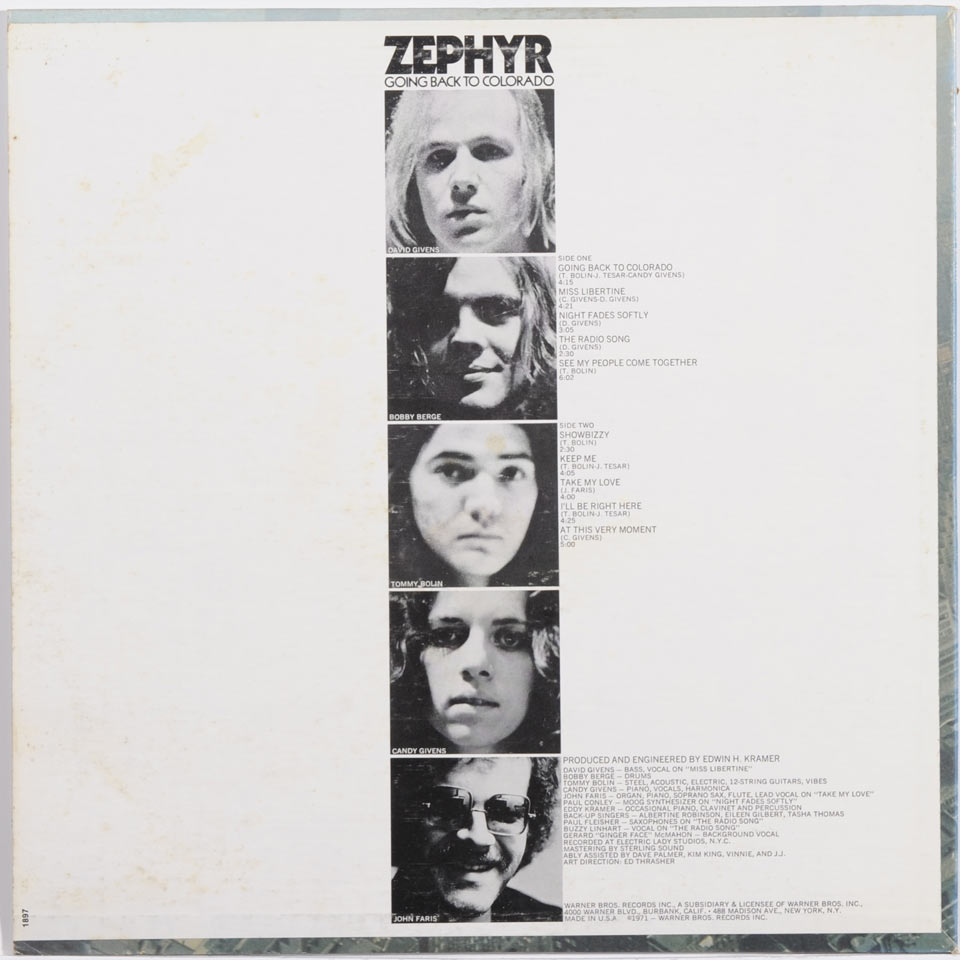 ZEPHYR
GOING BACK TO COLORADO
DAVID GIVENS
SIDE ONE
GOING BACK TO COLORADO
(T. BOLIN-J. TESAR-CANDY GIVENS)
4:15
MISS LIBERTINE
(C. GIVENS-D. GIVENS)
4:21
NIGHT FADES SOFTLY
(D. GIVENS)
3:05
THE RADIO SONG
(D. GIVENS)
2:30
SEE MY PEOPLE COME TOGETHER
(T. BOLIN)
6:02
BOBBY BERGE
SIDE TWO
SHOWBIZZY
(T. BOLIN)
2:30
KEEP ME
(T. BOLIN-J. TESAR)
4:05
TAKE MY LOVE
(J. FARIS)
4:00
I'LL BE RIGHT HERE
(T. BOLIN-J. TESAR)
4:25
AT THIS VERY MOMENT
(C. GIVENS)
5:00
TOMMY BOLIN
CANDY GIVENS
PRODUCED AND ENGINEERED BY EDWIN H. KRAMER
DAVID GIVENS — BASS, VOCAL ON "MISS LIBERTINE"
BOBBY BERGE — DRUMS
TOMMY BOLIN — STEEL, ACOUSTIC, ELECTRIC, 12-STRING GUITARS, VIBES
CANDY GIVENS — PIANO, VOCALS, HARMONICA
JOHN FARIS — ORGAN, PIANO, SOPRANO SAX, FLUTE, LEAD VOCAL ON "TAKE MY LOVE"
PAUL CONLEY — MOOG SYNTHESIZER ON "NIGHT FADES SOFTLY"
EDDY KRAMER — OCCASIONAL PIANO, CLAVINET AND PERCUSSION
BACK-UP SINGERS — ALBERTINE ROBINSON, EILEEN GILBERT, TASHA THOMAS
PAUL FLEISHER — SAXOPHONES ON "THE RADIO SONG"
BUZZY LINHART — VOCAL ON "THE RADIO SONG"
GERARD "GINGER FACE" McMAHON — BACKGROUND VOCAL
RECORDED AT ELECTRIC LADY STUDIOS, N.Y.C.
MASTERING BY STERLING SOUND
ABLY ASSISTED BY DAVE PALMER, KIM KING, VINNIE, AND J.J.
ART DIRECTION: ED THRASHER
WARNER BROS. RECORDS INC., A SUBSIDIARY & LICENSEE OF WARNER BROS. INC.,
4000 WARNER BLVD., BURBANK, CALIF. • 488 MADISON AVE., NEW YORK, N.Y.
MADE IN U.S.A ℗1971 — WARNER BROS. RECORDS INC.
JOHN FARIS
1897